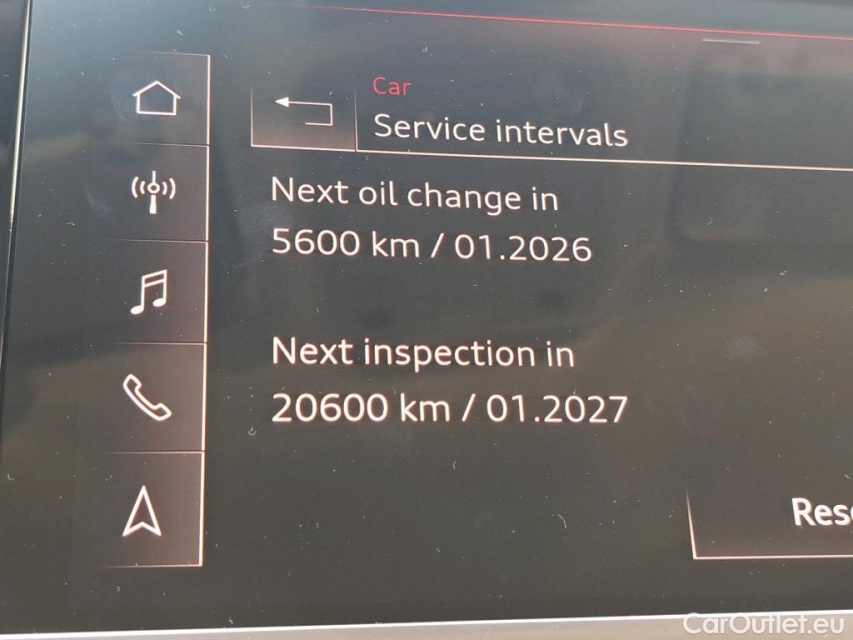 Car
Service intervals
Next oil change in
5600 km / 01.2026
Next inspection in
20600 km / 01.2027
Res
CarOutlet.eu